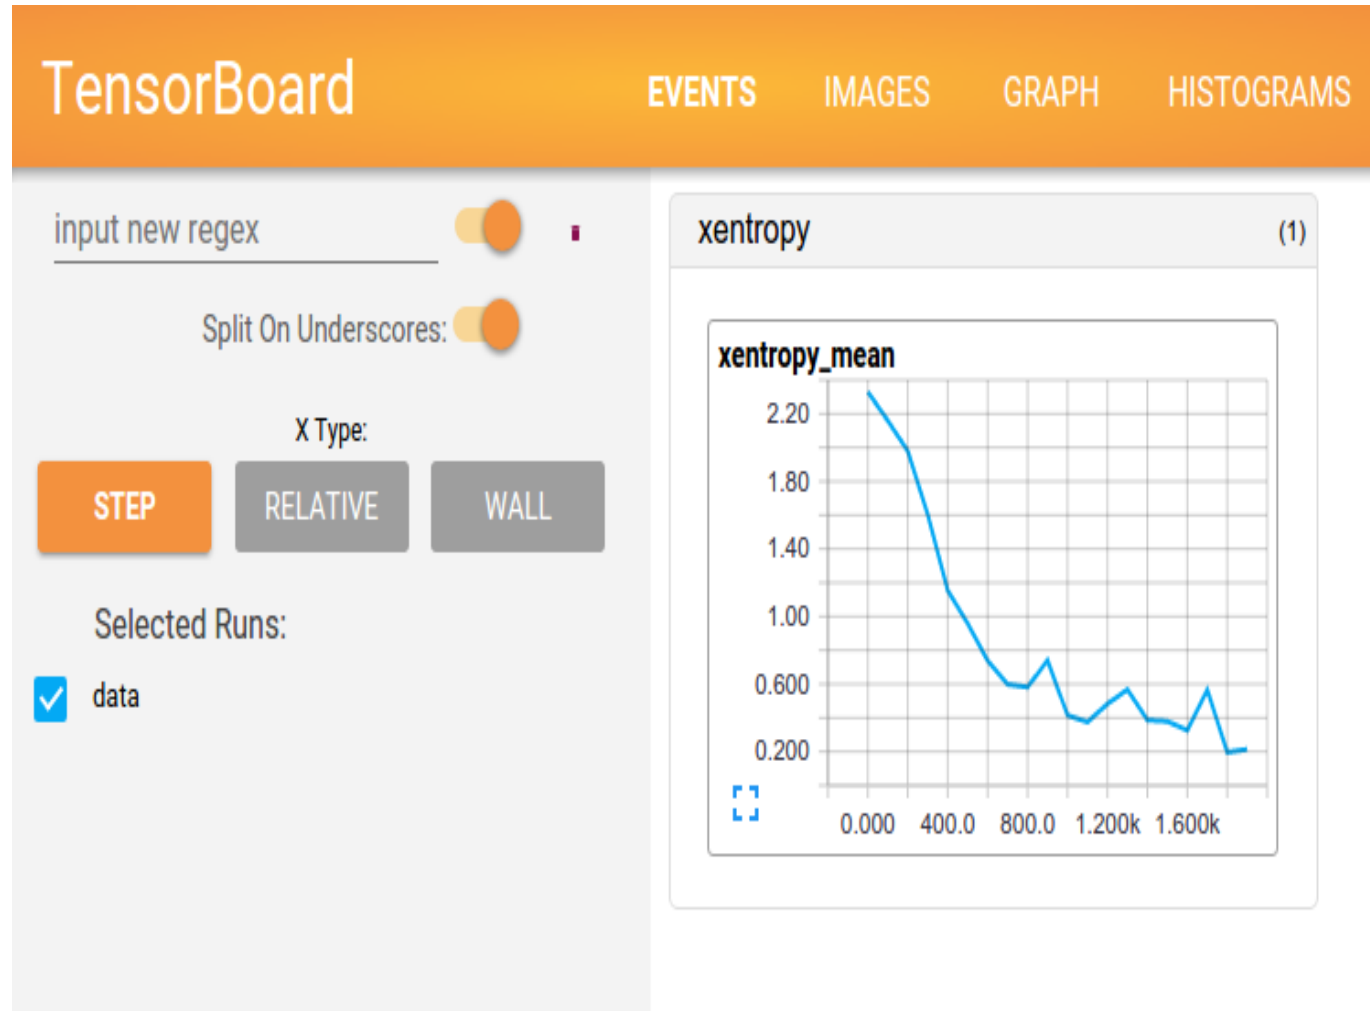 TensorBoard
EVENTS IMAGES GRAPH HISTOGRAMS
input new regex
Split On Underscores:
X Type:
STEP RELATIVE WALL
Selected Runs:
data
xentropy (1)
xentropy_mean
2.20
1.80
1.40
1.00
0.600
0.200
0.000 400.0 800.0 1.200k 1.600k